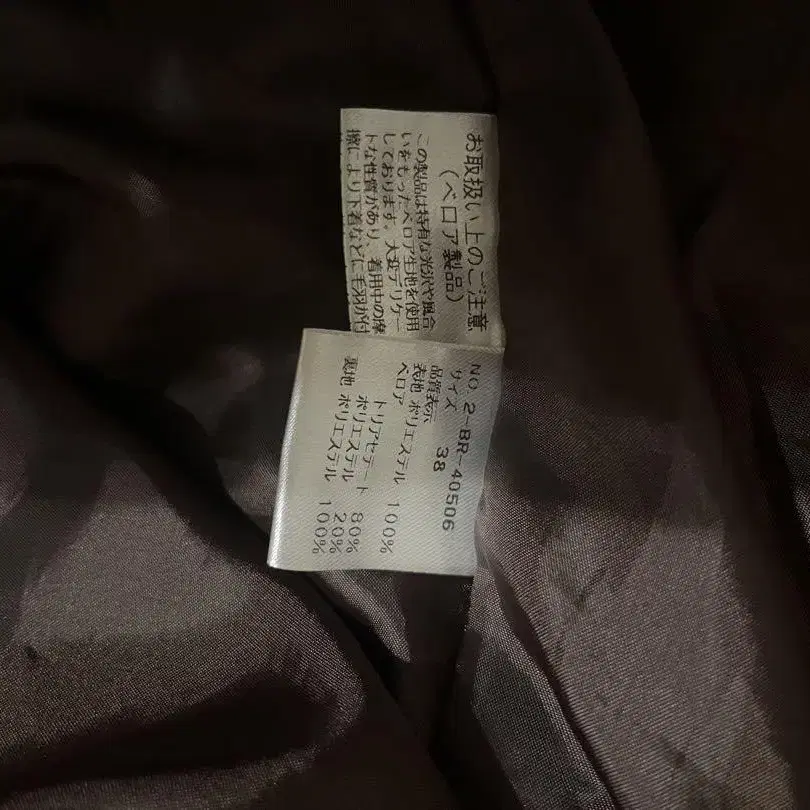 お取扱い上のご注意
（ベロア製品）
この製品は特有な光沢や風合
いをもったベロア生地を使用
しております。大変デリケー
トな性質があり、着用中の摩
擦により下着などに毛羽が付
NO. 2-BR-40506
サイズ 38
品質表示
表地 ポリエステル 100%
ベロア
トリアセテート 80%
ポリエステル 20%
裏地 ポリエステル 100%